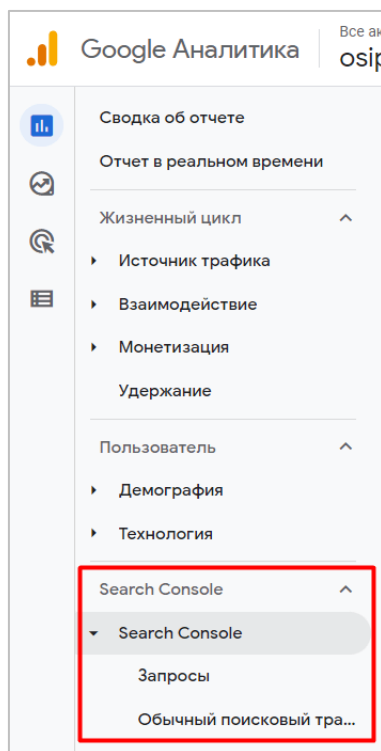 Google Аналитика
Все ак
osip
Сводка об отчете
Отчет в реальном времени
Жизненный цикл
Источник трафика
Взаимодействие
Монетизация
Удержание
Пользователь
Демография
Технология
Search Console
Search Console
Запросы
Обычный поисковый тра...